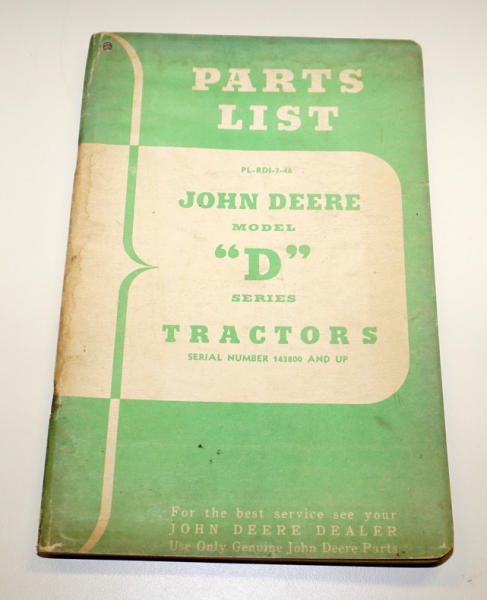 PARTS
LIST
PL-RDI-7-46
JOHN DEERE
MODEL
"D"
SERIES
TRACTORS
SERIAL NUMBER 143800 AND UP
For the best service see your
JOHN DEERE DEALER
Use Only Genuine John Deere Parts